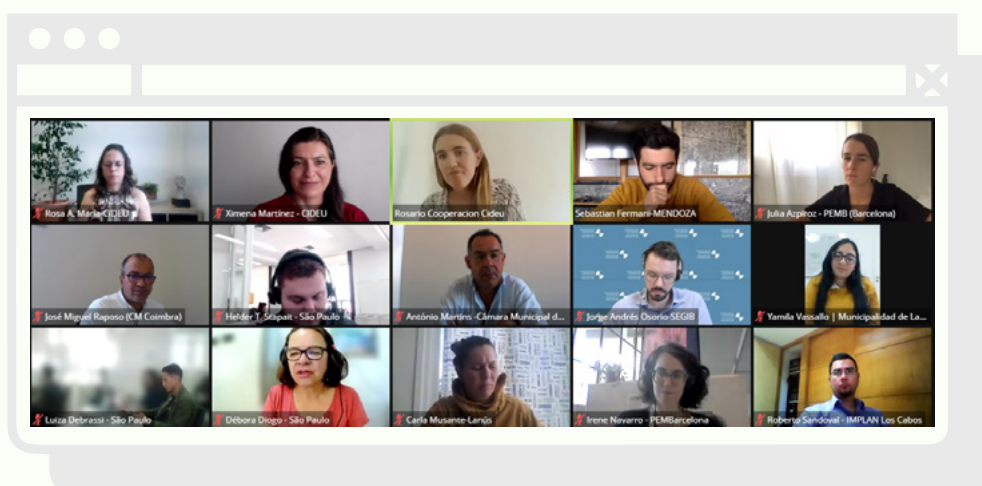 Rosa A. María-CIDEU
Ximena Martínez - CIDEU
Rosario Cooperacion Cideu
Sebastian Fermani-MENDOZA
Julia Azpiroz - PEMB (Barcelona)
José Miguel Raposo (CM Coimbra)
Helder T. Stapait - São Paulo
António Martins -Câmara Municipal d...
Jorge Andrés Osorio-SEGIB
Yamila Vassallo | Municipalidad de La...
Luiza Debrassi - São Paulo
Débora Diogo - São Paulo
Carla Musante-Lanús
Irene Navarro - PEMBarcelona
Roberto Sandoval - IMPLAN Los Cabos